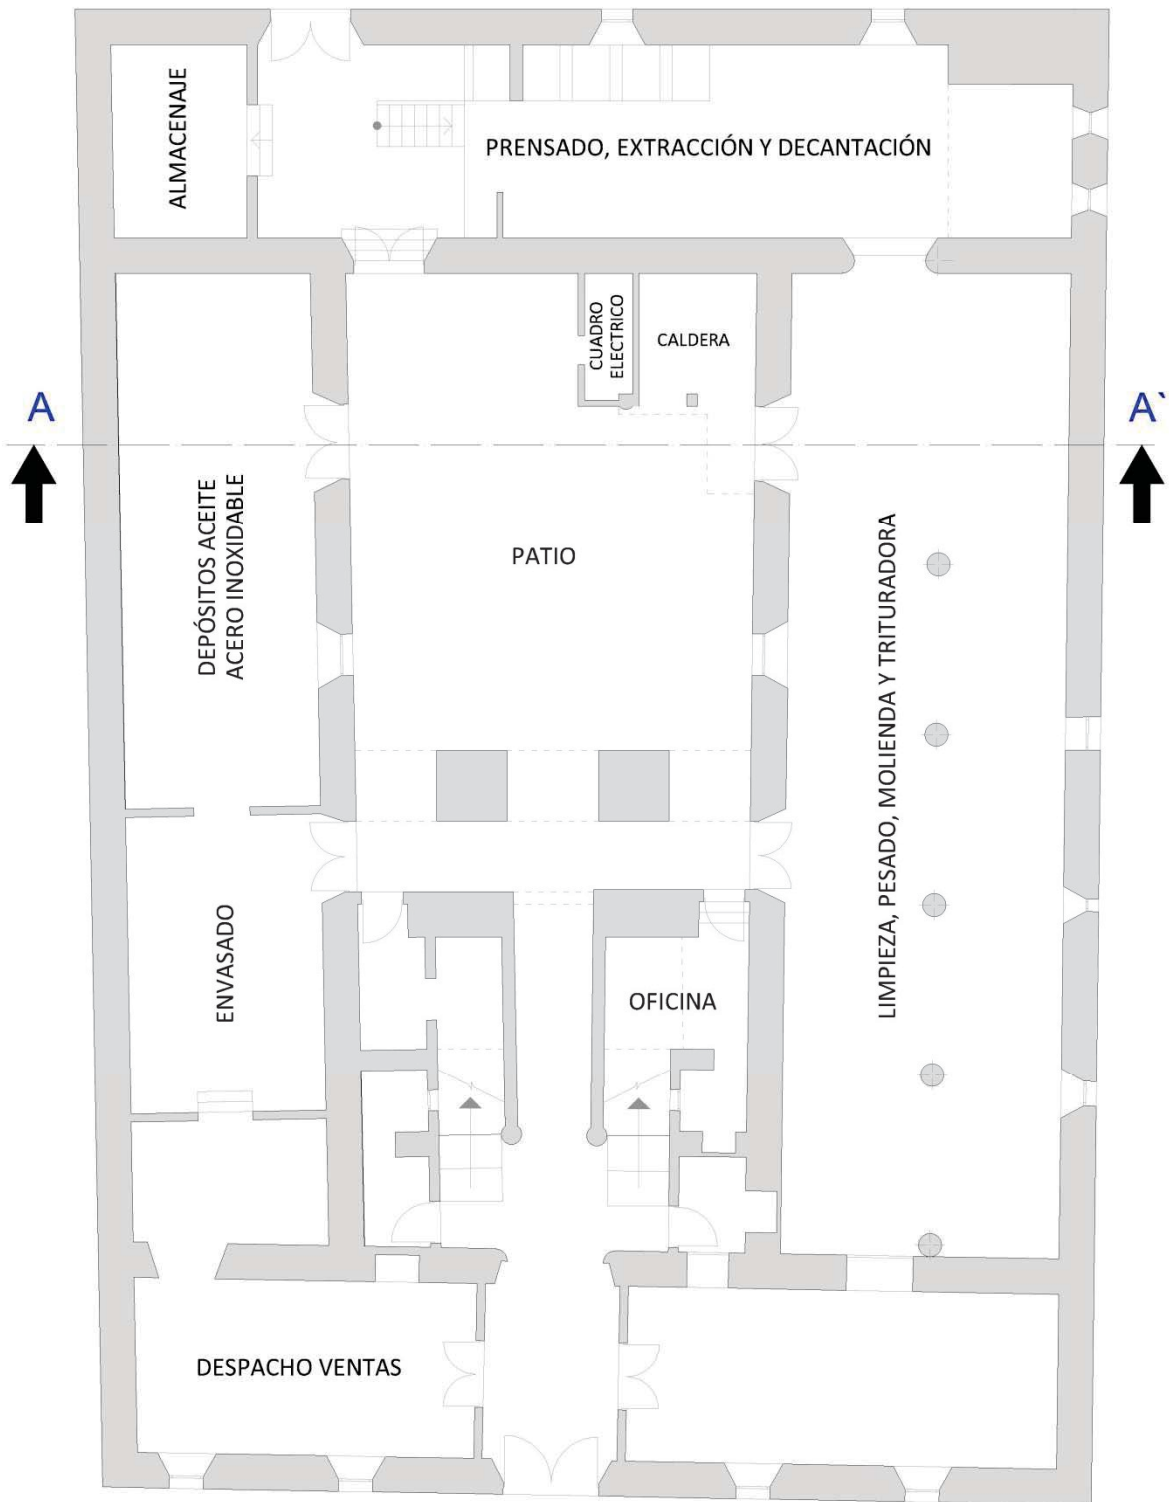 ALMACENAJE
PRENSADO, EXTRACCIÓN Y DECANTACIÓN
CUADRO
ELECTRICO
CALDERA
A
A`
DEPÓSITOS ACEITE
ACERO INOXIDABLE
PATIO
LIMPIEZA, PESADO, MOLIENDA Y TRITURADORA
ENVASADO
OFICINA
DESPACHO VENTAS